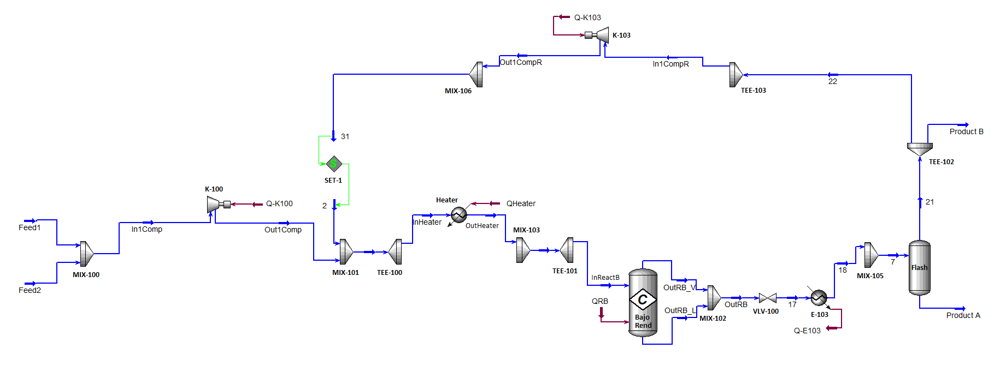 Q-K103
K-103
Out1CompR
In1CompR
MIX-106
TEE-103
22
31
Product B
S
TEE-102
SET-1
K-100
Q-K100
2
Heater
QHeater
21
Feed1
In1Comp
Out1Comp
InHeater
OutHeater
MIX-103
MIX-100
MIX-101
TEE-100
TEE-101
Feed2
InReactB
QRB
C
Bajo
Rend
OutRB_V
OutRB_L
MIX-102
OutRB
VLV-100
17
E-103
Q-E103
18
MIX-105
7
Flash
Product A